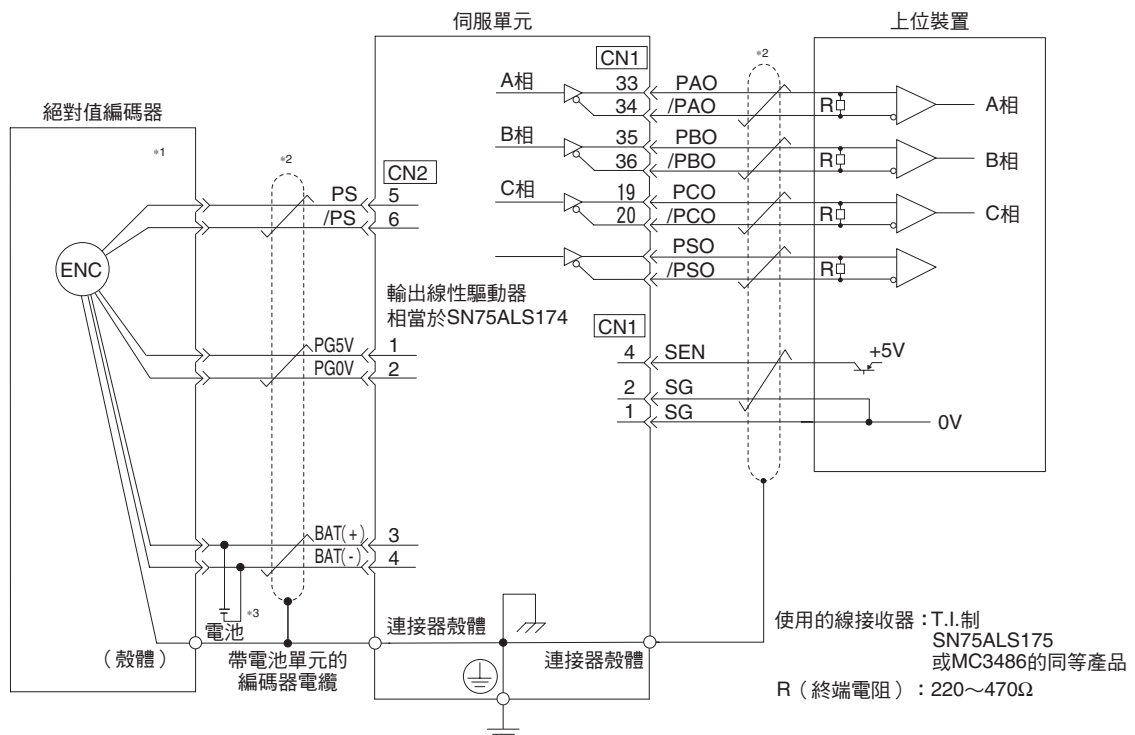 伺服單元
上位裝置
絕對值編碼器
*1
*2
CN2
PS 5
/PS 6
ENC
PG5V 1
PG0V 2
BAT(+) 3
BAT(-) 4
*3
電池
（殼體）
帶電池單元的
編碼器電纜
CN1
A相 33 PAO
34 /PAO
B相 35 PBO
36 /PBO
C相 19 PCO
20 /PCO
PSO
/PSO
輸出線性驅動器
相當於SN75ALS174
CN1
4 SEN
2 SG
1 SG
連接器殼體
連接器殼體
*2
R A相
R B相
R C相
R
+5V
0V
使用的線接收器：T.I.制
SN75ALS175
或MC3486的同等產品
R（終端電阻）：220～470Ω